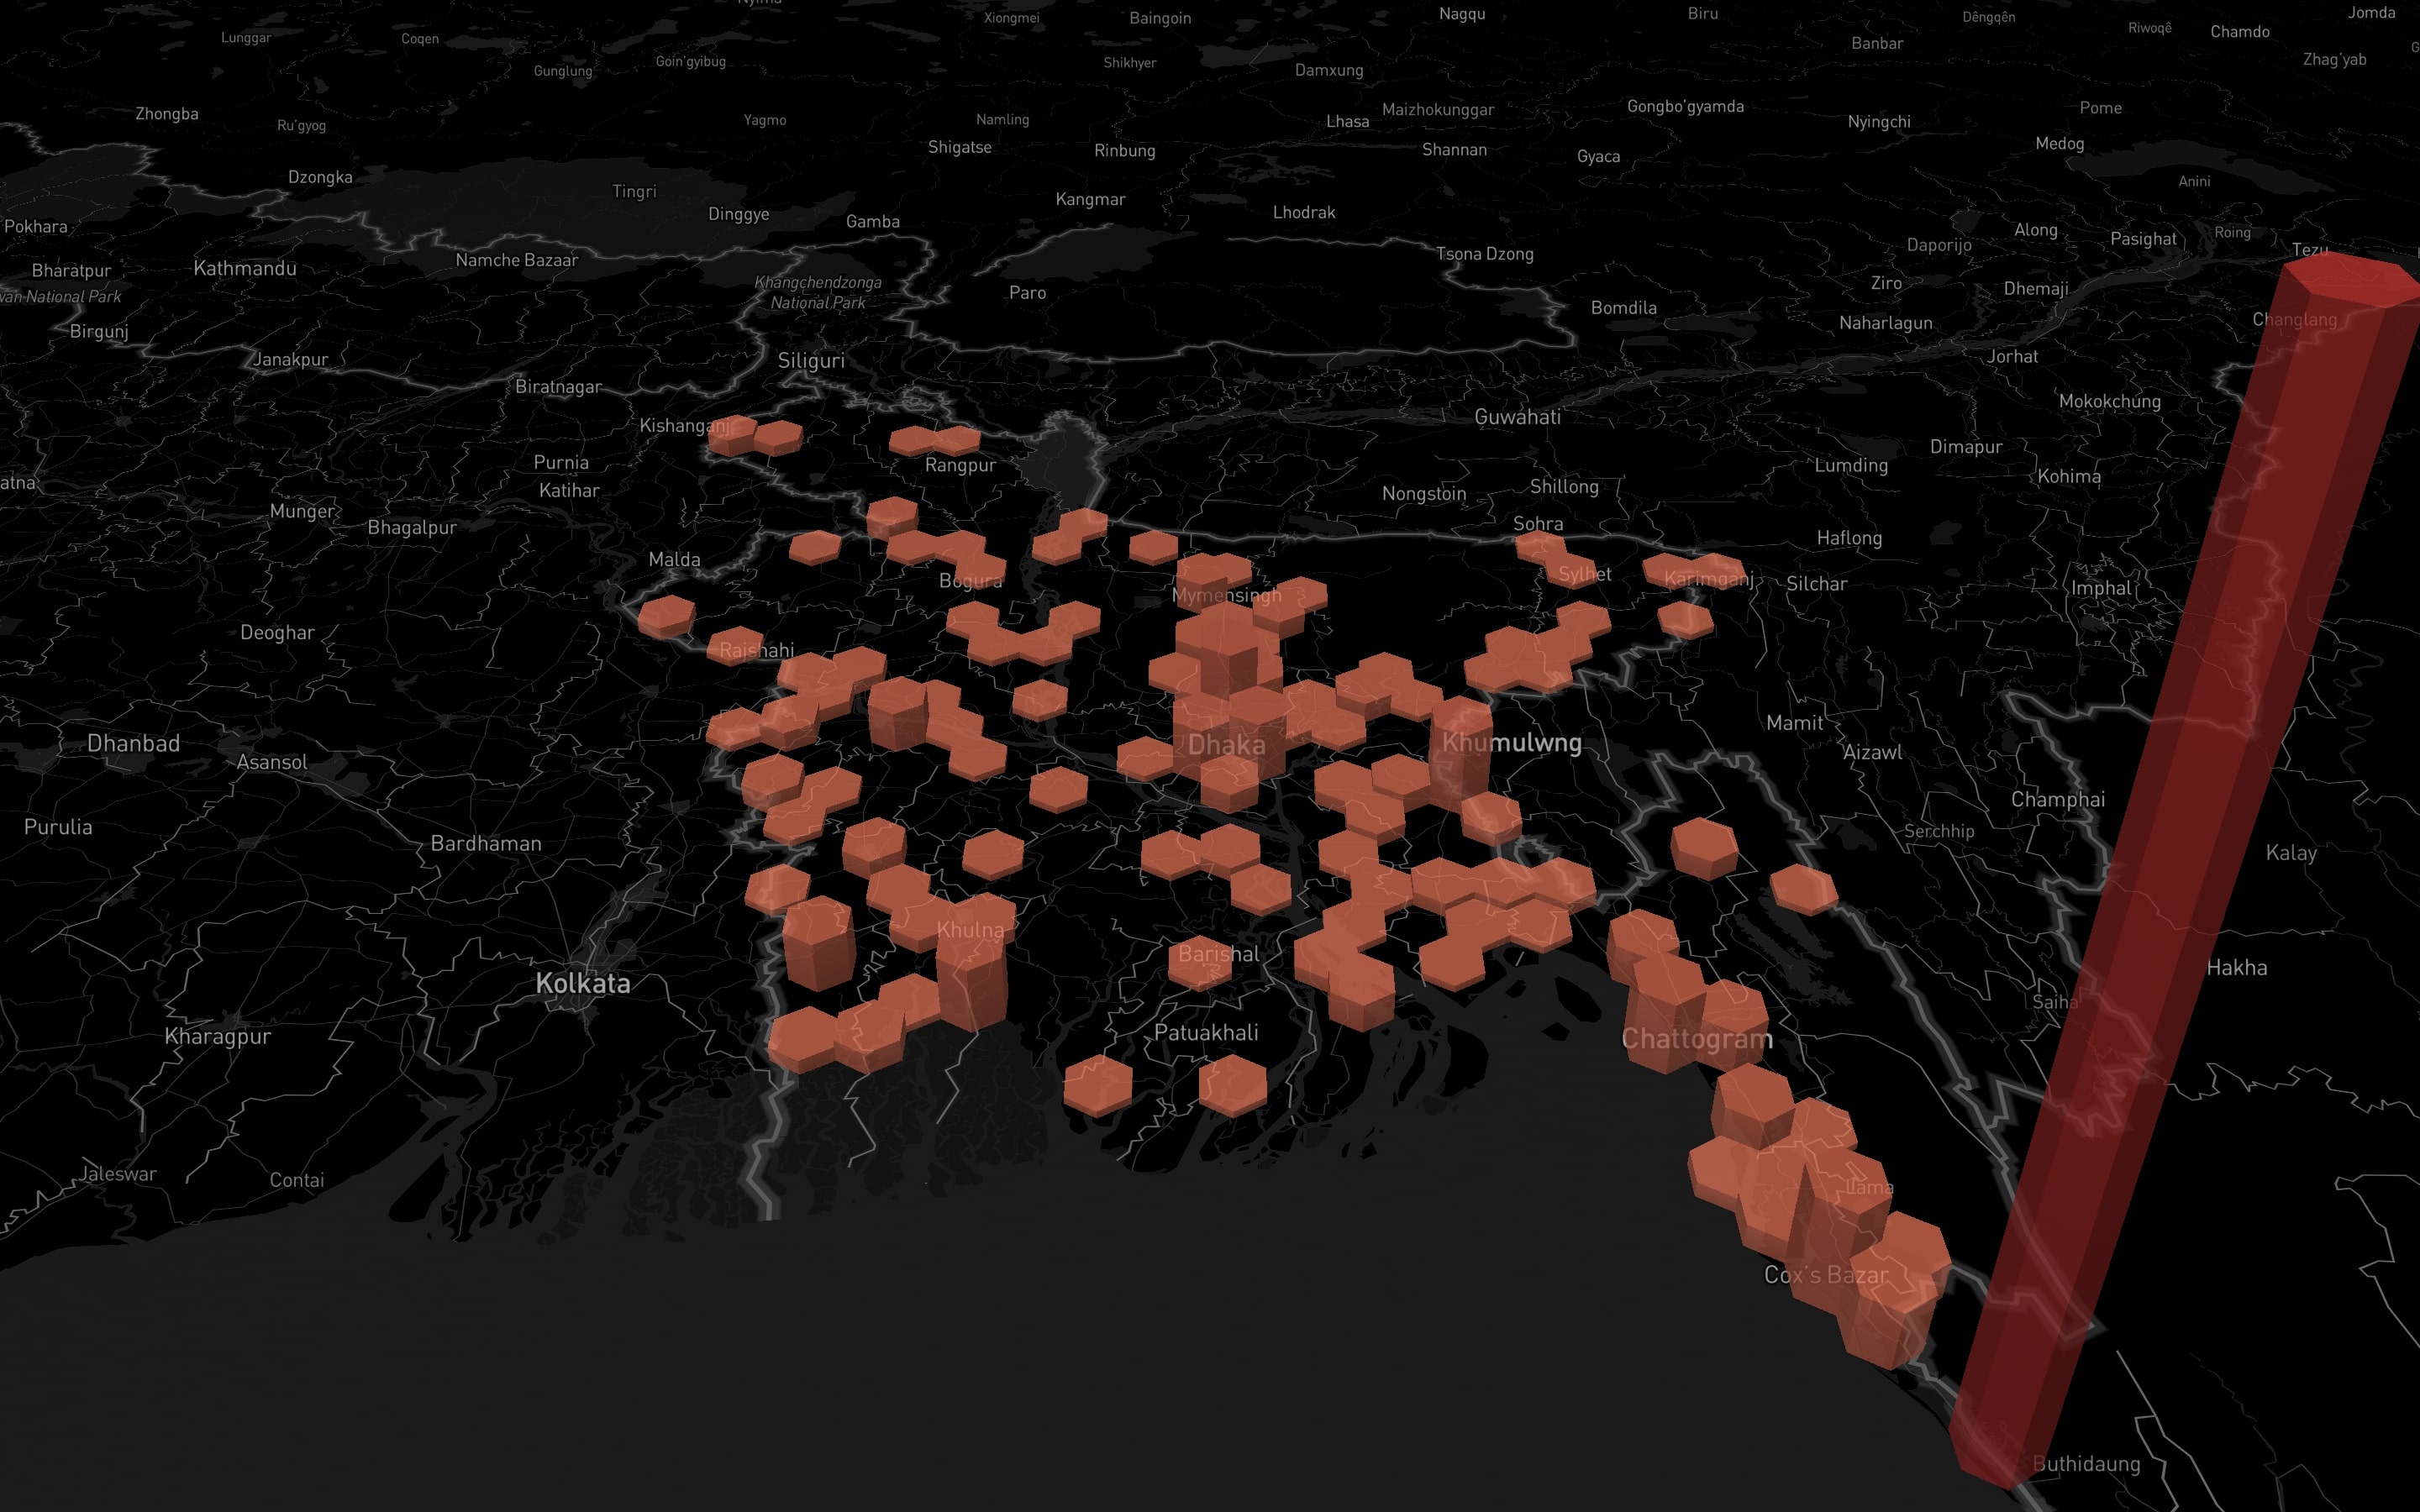 Xiongmei
Baingoin
Nagqu
Biru
Dêngqên
Riwoqê
Chamdo
Jomda
Lunggar
Coqen
Gunglung
Goin'gyibug
Shikhyer
Damxung
Banbar
Zhag'yab
Zhongba
Ru'gyog
Yagmo
Namling
Lhasa
Maizhokunggar
Gongbo'gyamda
Nyingchi
Pome
Shigatse
Rinbung
Shannan
Gyaca
Medog
Dzongka
Tingri
Kangmar
Anini
Pokhara
Dinggye
Gamba
Lhodrak
Along
Pasighat
Roing
Daporijo
Tezu
Bharatpur
Kathmandu
Namche Bazaar
Tsona Dzong
van National Park
Khangchendzonga
National Park
Paro
Bomdila
Ziro
Dhemaji
Birgunj
Naharlagun
Changlang
Janakpur
Siliguri
Jorhat
Biratnagar
Mokokchung
Kishanganj
Guwahati
Purnia
Rangpur
Lumding
Dimapur
atna
Katihar
Nongstoin
Shillong
Kohima
Munger
Bhagalpur
Sohra
Haflong
Malda
Bogura
Mymensingh
Sylhet
Karimganj
Silchar
Imphal
Deoghar
Rajshahi
Dhanbad
Asansol
Dhaka
Khumulwng
Mamit
Aizawl
Champhai
Purulia
Bardhaman
Serchhip
Kalay
Khulna
Barishal
Kolkata
Hakha
Saiha
Kharagpur
Patuakhali
Chattogram
Jaleswar
Contai
Lama
Cox's Bazar
Buthidaung